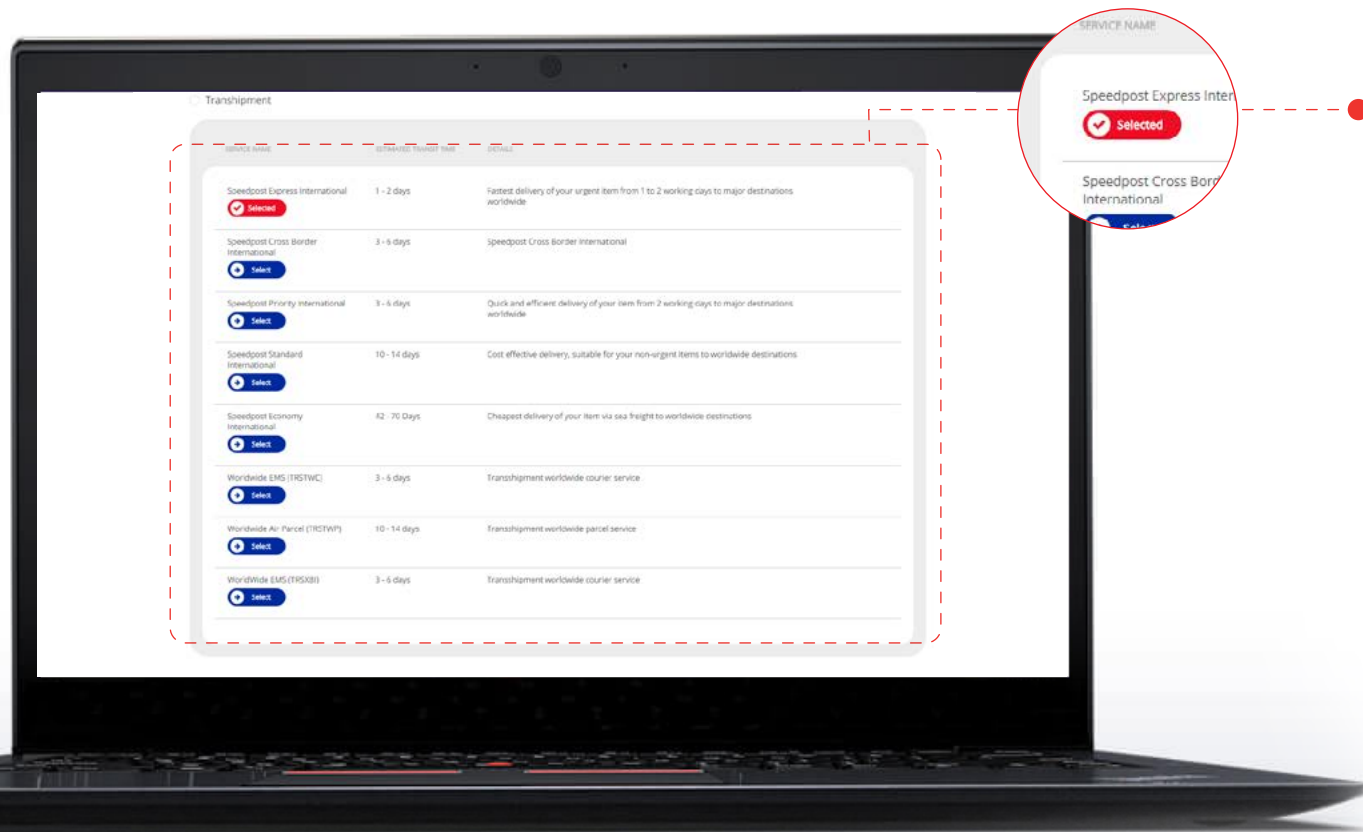 Transhipment
SERVICE NAME ESTIMATED TRANSIT TIME DETAILS
Speedpost Express International 1 - 2 days Fastest delivery of your urgent item from 1 to 2 working days to major destinations
worldwide
Selected
Speedpost Cross Border 3 - 6 days Speedpost Cross Border International
International
Select
Speedpost Priority International 3 - 6 days Quick and efficient delivery of your item from 2 working days to major destinations
worldwide
Select
Speedpost Standard 10 - 14 days Cost effective delivery, suitable for your non-urgent items to worldwide destinations
International
Select
Speedpost Economy 42 - 70 Days Cheapest delivery of your item via sea freight to worldwide destinations
International
Select
Worldwide EMS (TRSTWC) 3 - 6 days Transshipment worldwide courier service
Select
Worldwide Air Parcel (TRSTWP) 10 - 14 days Transshipment worldwide parcel service
Select
WorldWide EMS (TRSXBI) 3 - 6 days Transshipment worldwide courier service
Select
SERVICE NAME
Speedpost Express Inter
Selected
Speedpost Cross Bord
International
Select